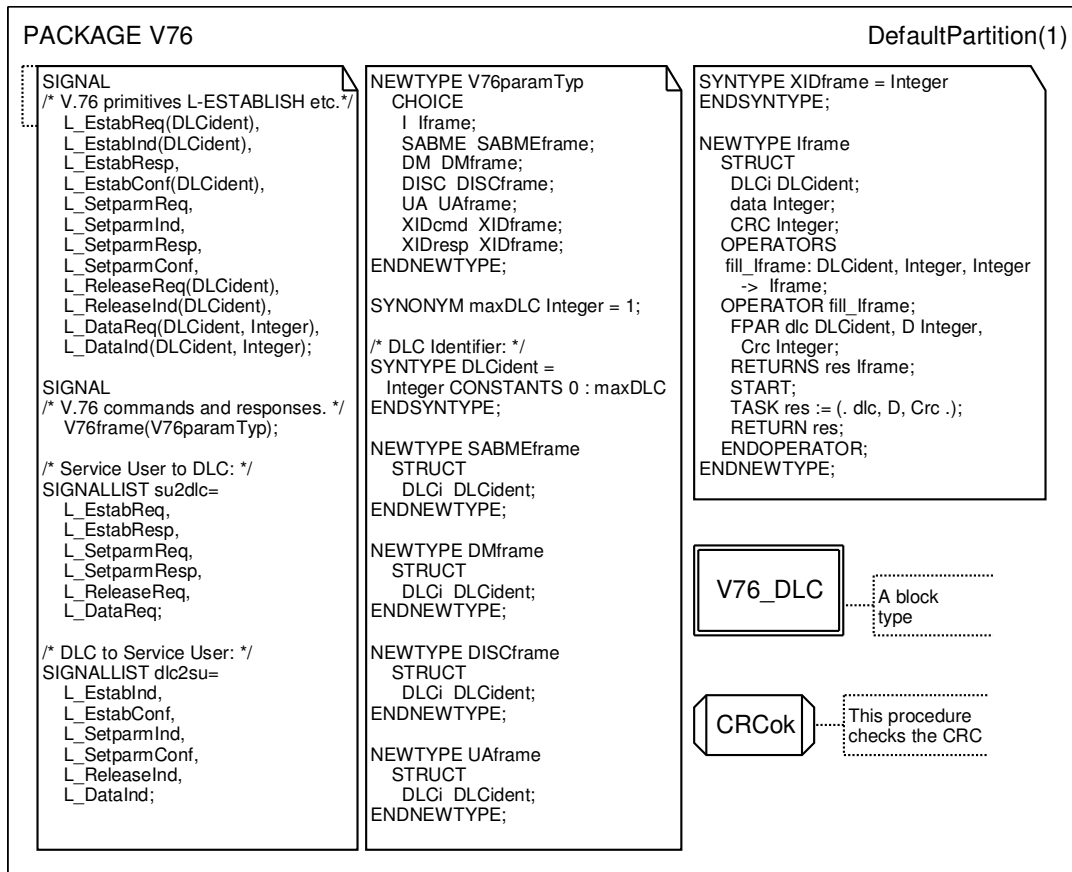 PACKAGE V76
DefaultPartition(1)
SIGNAL
/* V.76 primitives L-ESTABLISH etc.*/
L_EstabReq(DLCident),
L_EstabInd(DLCident),
L_EstabResp,
L_EstabConf(DLCident),
L_SetparmReq,
L_SetparmInd,
L_SetparmResp,
L_SetparmConf,
L_ReleaseReq(DLCident),
L_ReleaseInd(DLCident),
L_DataReq(DLCident, Integer),
L_DataInd(DLCident, Integer);
SIGNAL
/* V.76 commands and responses. */
V76frame(V76paramTyp);
/* Service User to DLC: */
SIGNALLIST su2dlc=
L_EstabReq,
L_EstabResp,
L_SetparmReq,
L_SetparmResp,
L_ReleaseReq,
L_DataReq;
/* DLC to Service User: */
SIGNALLIST dlc2su=
L_EstabInd,
L_EstabConf,
L_SetparmInd,
L_SetparmConf,
L_ReleaseInd,
L_DataInd;
NEWTYPE V76paramTyp
CHOICE
I Iframe;
SABME SABMEframe;
DM DMframe;
DISC DISCframe;
UA UAframe;
XIDcmd XIDframe;
XIDresp XIDframe;
ENDNEWTYPE;
SYNONYM maxDLC Integer = 1;
/* DLC Identifier: */
SYNTYPE DLCident =
Integer CONSTANTS 0 : maxDLC
ENDSYNTYPE;
NEWTYPE SABMEframe
STRUCT
DLCi DLCident;
ENDNEWTYPE;
NEWTYPE DMframe
STRUCT
DLCi DLCident;
ENDNEWTYPE;
NEWTYPE DISCframe
STRUCT
DLCi DLCident;
ENDNEWTYPE;
NEWTYPE UAframe
STRUCT
DLCi DLCident;
ENDNEWTYPE;
SYNTYPE XIDframe = Integer
ENDSYNTYPE;
NEWTYPE Iframe
STRUCT
DLCi DLCident;
data Integer;
CRC Integer;
OPERATORS
fill_Iframe: DLCident, Integer, Integer
-> Iframe;
OPERATOR fill_Iframe;
FPAR dlc DLCident, D Integer,
Crc Integer;
RETURNS res Iframe;
START;
TASK res := (. dlc, D, Crc .);
RETURN res;
ENDOPERATOR;
ENDNEWTYPE;
V76_DLC
A block
type
CRCok
This procedure
checks the CRC